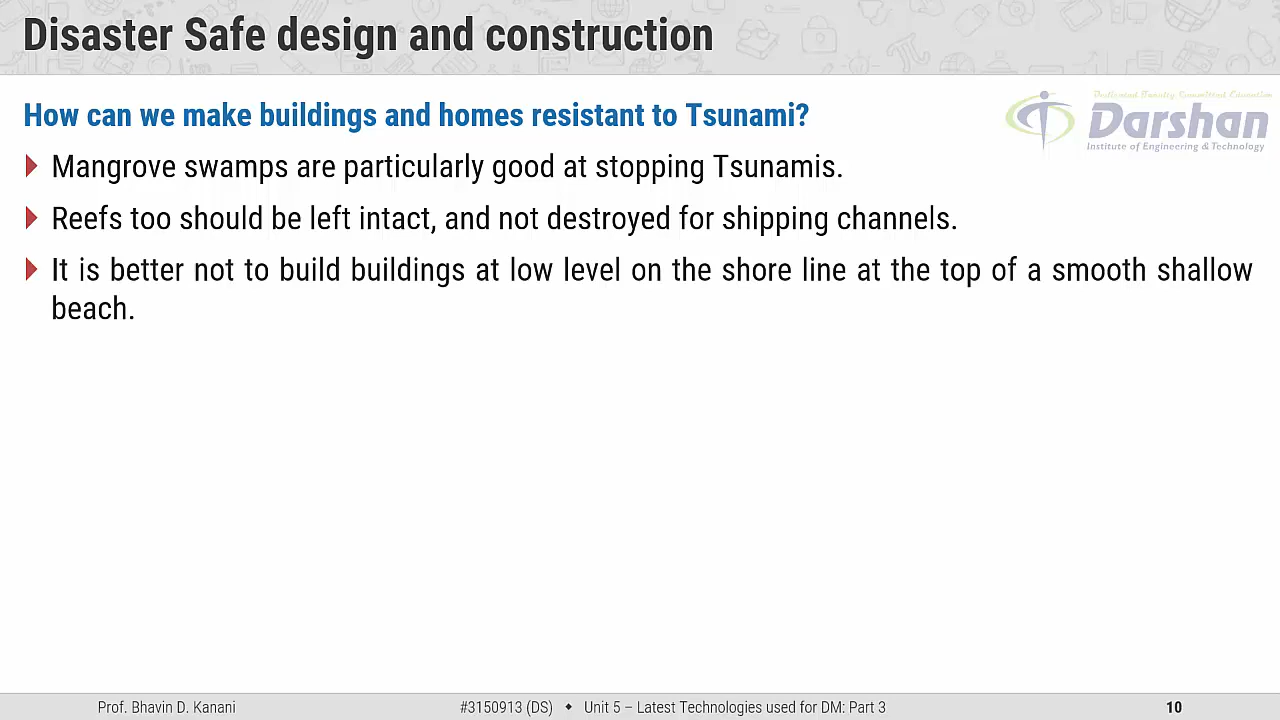 Disaster Safe design and construction
How can we make buildings and homes resistant to Tsunami?
Dedicated Faculty, Committed Education
Darshan
Institute of Engineering & Technology
Mangrove swamps are particularly good at stopping Tsunamis.
Reefs too should be left intact, and not destroyed for shipping channels.
It is better not to build buildings at low level on the shore line at the top of a smooth shallow
beach.
Prof. Bhavin D. Kanani #3150913 (DS) ◆ Unit 5 – Latest Technologies used for DM: Part 3 10